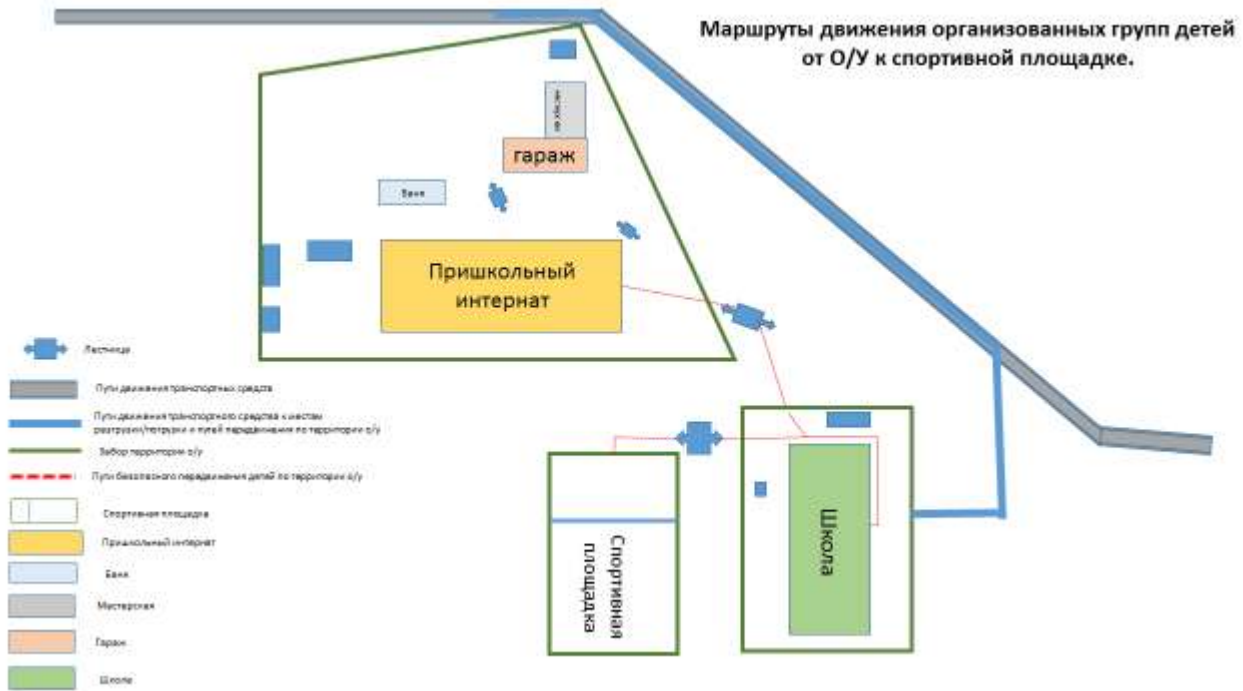 Маршруты движения организованных групп детей
от О/У к спортивной площадке.
гараж
Баня
Пришкольный
интернат
Лестница
Пути движения транспортных средств
Пути движения транспортного средства к местам
разгрузки/погрузки и путей передвижения по территории о/у
Забор территории о/у
Пути безопасного передвижения детей по территории о/у
Спортивная площадка
Пришкольный интернат
Баня
Мастерская
Гараж
Школа
Спортивная
площадка
Школа